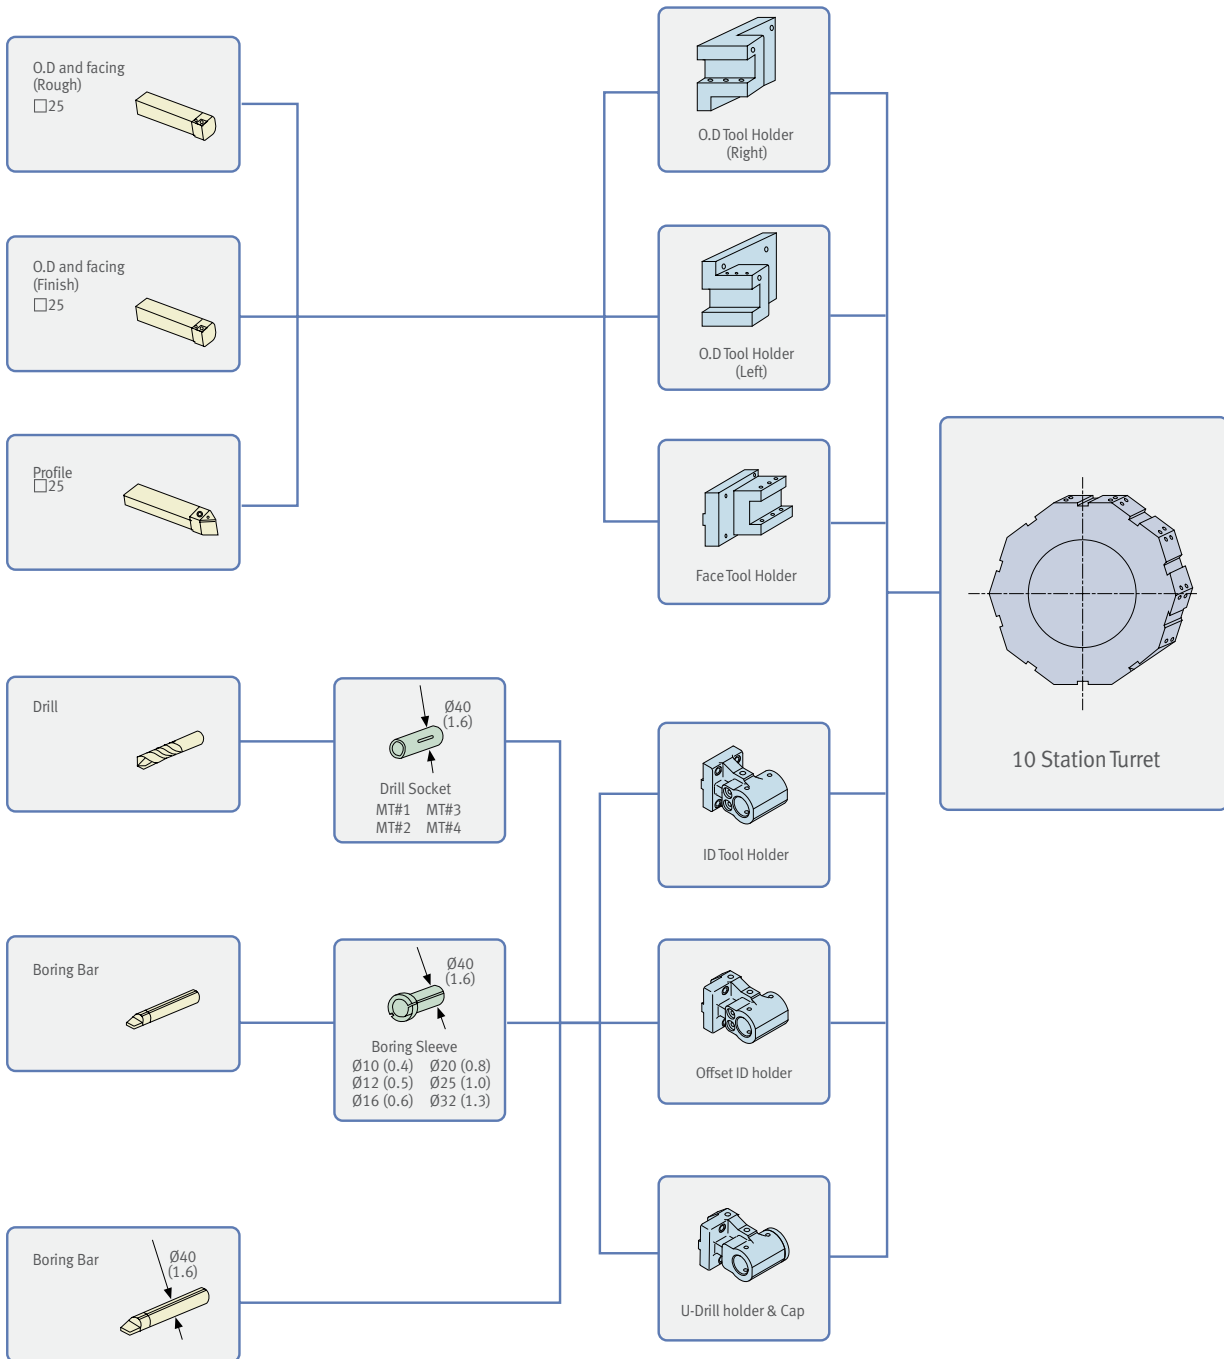 O.D and facing
(Rough)
□25
O.D and facing
(Finish)
□25
Profile
□25
Drill
Boring Bar
Boring Bar
Ø40
(1.6)
Ø40
(1.6)
Drill Socket
MT#1 MT#3
MT#2 MT#4
Ø40
(1.6)
Boring Sleeve
Ø10 (0.4) Ø20 (0.8)
Ø12 (0.5) Ø25 (1.0)
Ø16 (0.6) Ø32 (1.3)
O.D Tool Holder
(Right)
O.D Tool Holder
(Left)
Face Tool Holder
ID Tool Holder
Offset ID holder
U-Drill holder & Cap
10 Station Turret